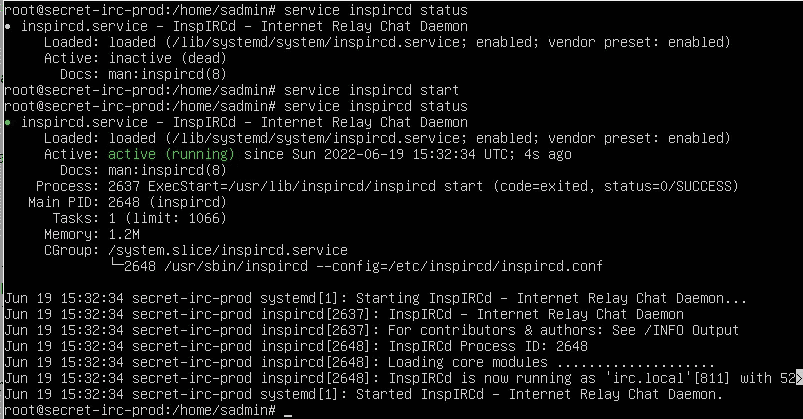 root@secret-irc-prod:/home/sadmin# service inspircd status
● inspircd.service - InspIRCd - Internet Relay Chat Daemon
Loaded: loaded (/lib/systemd/system/inspircd.service; enabled; vendor preset: enabled)
Active: inactive (dead)
Docs: man:inspircd(8)
root@secret-irc-prod:/home/sadmin# service inspircd start
root@secret-irc-prod:/home/sadmin# service inspircd status
● inspircd.service - InspIRCd - Internet Relay Chat Daemon
Loaded: loaded (/lib/systemd/system/inspircd.service; enabled; vendor preset: enabled)
Active: active (running) since Sun 2022-06-19 15:32:34 UTC; 4s ago
Docs: man:inspircd(8)
Process: 2637 ExecStart=/usr/lib/inspircd/inspircd start (code=exited, status=0/SUCCESS)
Main PID: 2648 (inspircd)
Tasks: 1 (limit: 1066)
Memory: 1.2M
CGroup: /system.slice/inspircd.service
└─2648 /usr/sbin/inspircd --config=/etc/inspircd/inspircd.conf
Jun 19 15:32:34 secret-irc-prod systemd[1]: Starting InspIRCd - Internet Relay Chat Daemon...
Jun 19 15:32:34 secret-irc-prod inspircd[2637]: InspIRCd - Internet Relay Chat Daemon
Jun 19 15:32:34 secret-irc-prod inspircd[2637]: For contributors & authors: See /INFO Output
Jun 19 15:32:34 secret-irc-prod inspircd[2648]: InspIRCd Process ID: 2648
Jun 19 15:32:34 secret-irc-prod inspircd[2648]: Loading core modules ...................
Jun 19 15:32:34 secret-irc-prod inspircd[2648]: InspIRCd is now running as 'irc.local'[811] with 52>
Jun 19 15:32:34 secret-irc-prod systemd[1]: Started InspIRCd - Internet Relay Chat Daemon.
root@secret-irc-prod:/home/sadmin# _